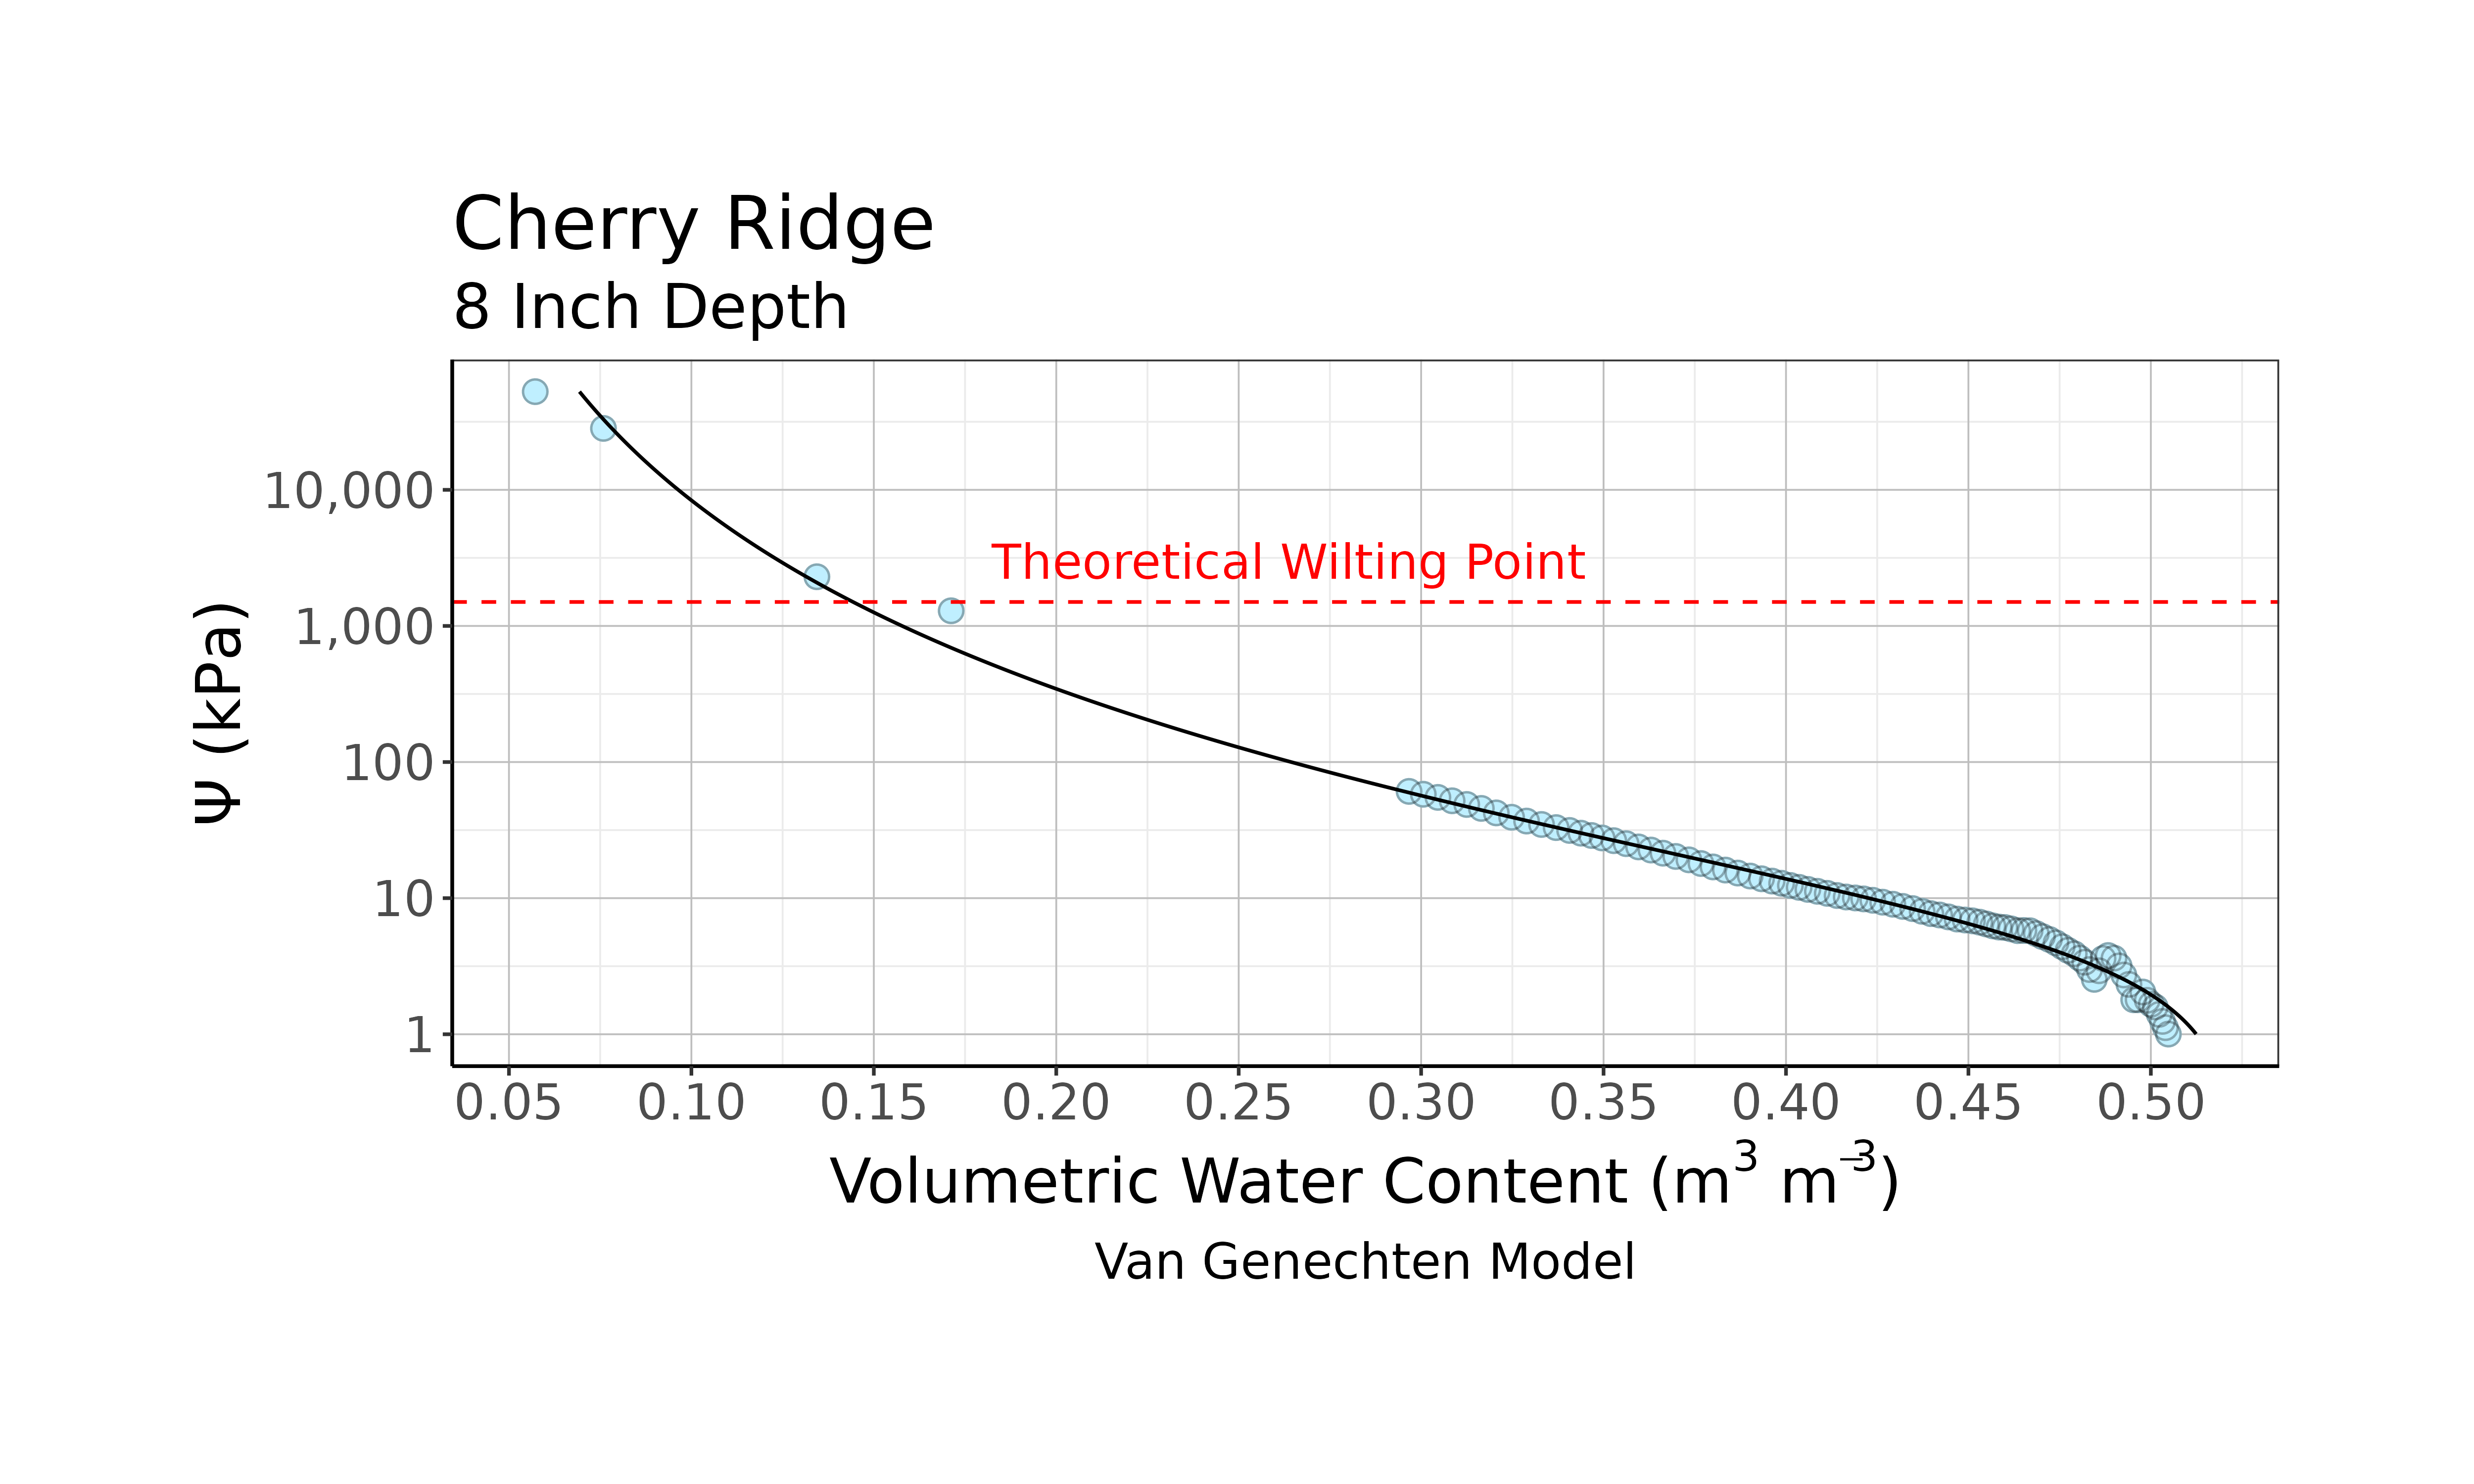 Cherry Ridge
8 Inch Depth
10,000
1,000
100
10
1
Ψ (kPa)
Theoretical Wilting Point
0.05 0.10 0.15 0.20 0.25 0.30 0.35 0.40 0.45 0.50
Volumetric Water Content (m³ m⁻³)
Van Genechten Model